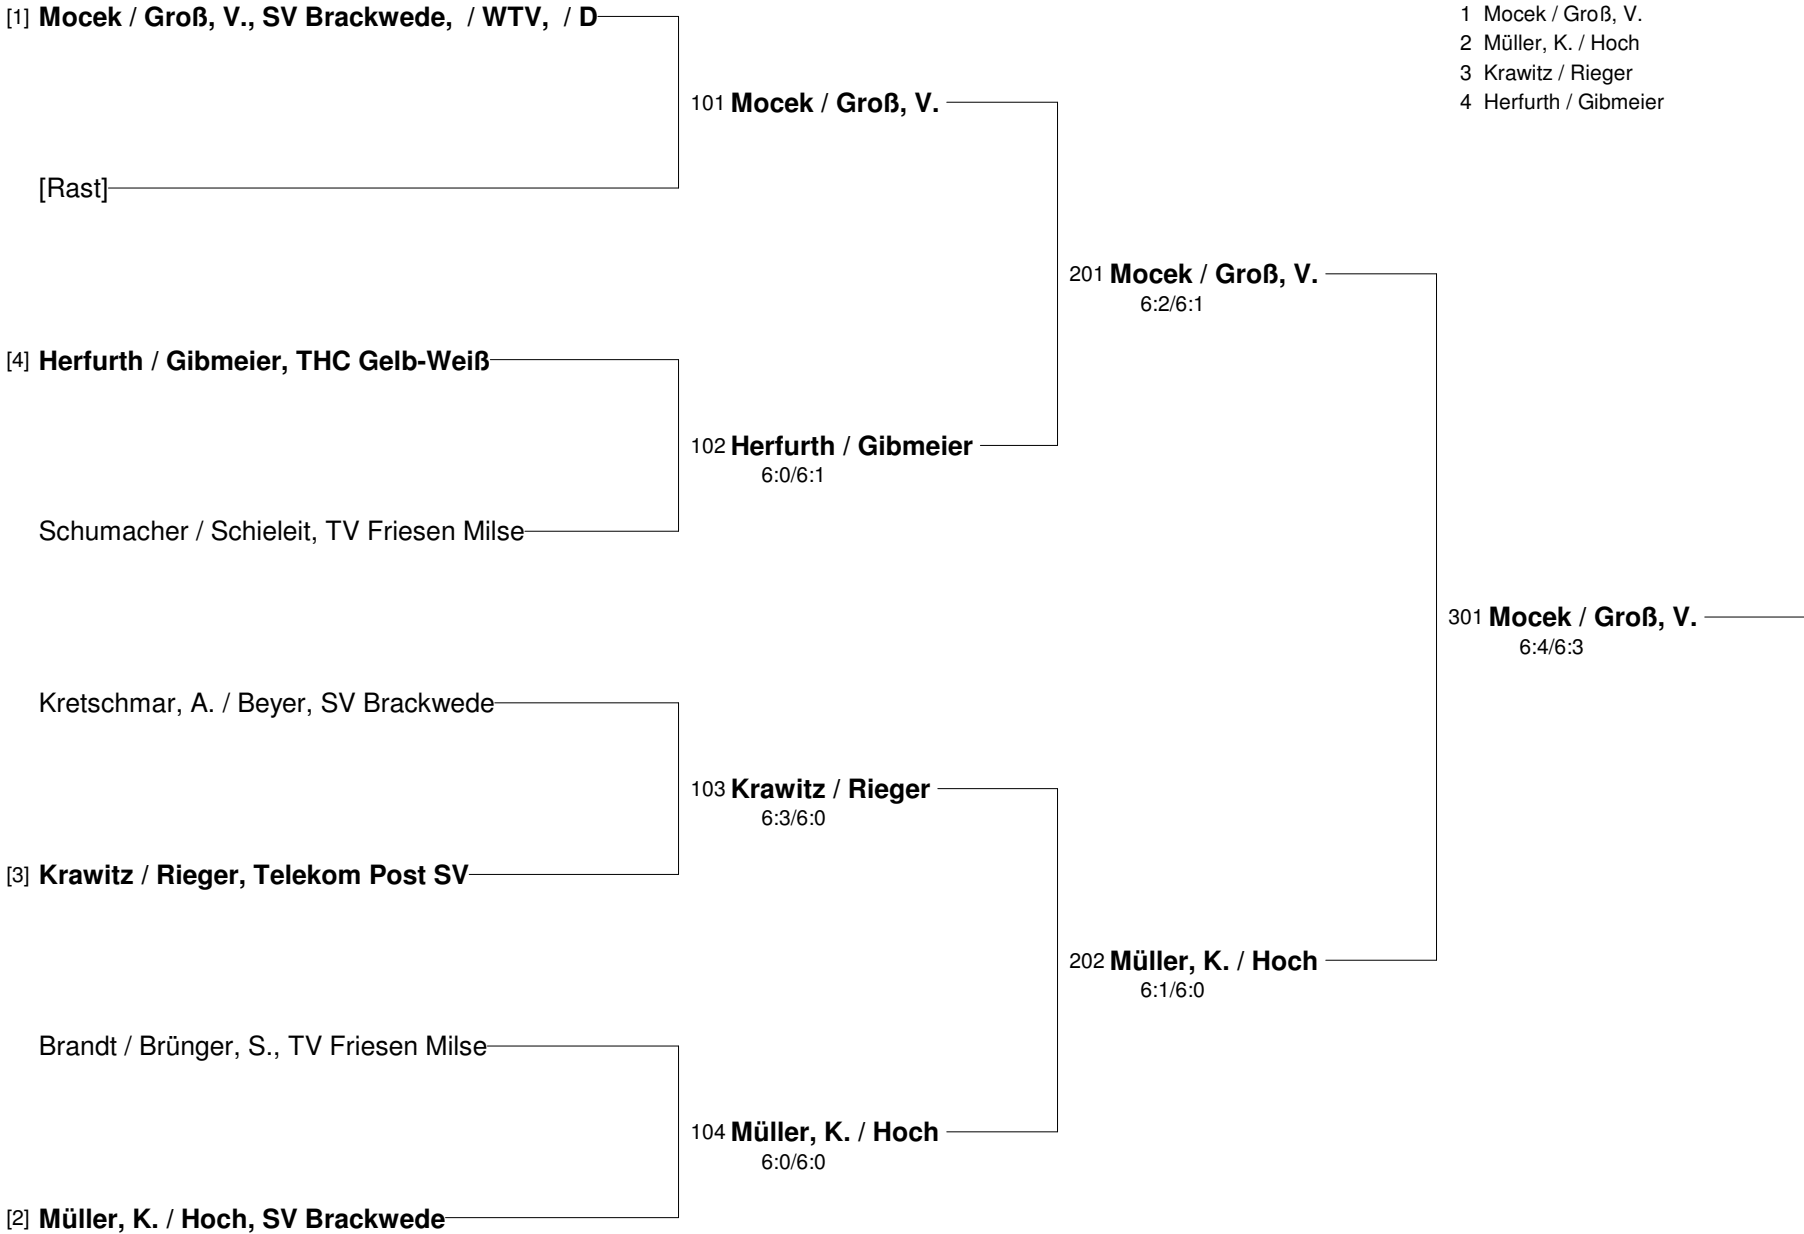 [1] Mocek / Groß, V., SV Brackwede,  / WTV,  / D
[Rast]
[4] Herfurth / Gibmeier, THC Gelb-Weiß
Schumacher / Schieleit, TV Friesen Milse
Kretschmar, A. / Beyer, SV Brackwede
[3] Krawitz / Rieger, Telekom Post SV
Brandt / Brünger, S., TV Friesen Milse
[2] Müller, K. / Hoch, SV Brackwede
101 Mocek / Groß, V.
102 Herfurth / Gibmeier
6:0/6:1
103 Krawitz / Rieger
6:3/6:0
104 Müller, K. / Hoch
6:0/6:0
201 Mocek / Groß, V.
6:2/6:1
202 Müller, K. / Hoch
6:1/6:0
301 Mocek / Groß, V.
6:4/6:3
1 Mocek / Groß, V.
2 Müller, K. / Hoch
3 Krawitz / Rieger
4 Herfurth / Gibmeier